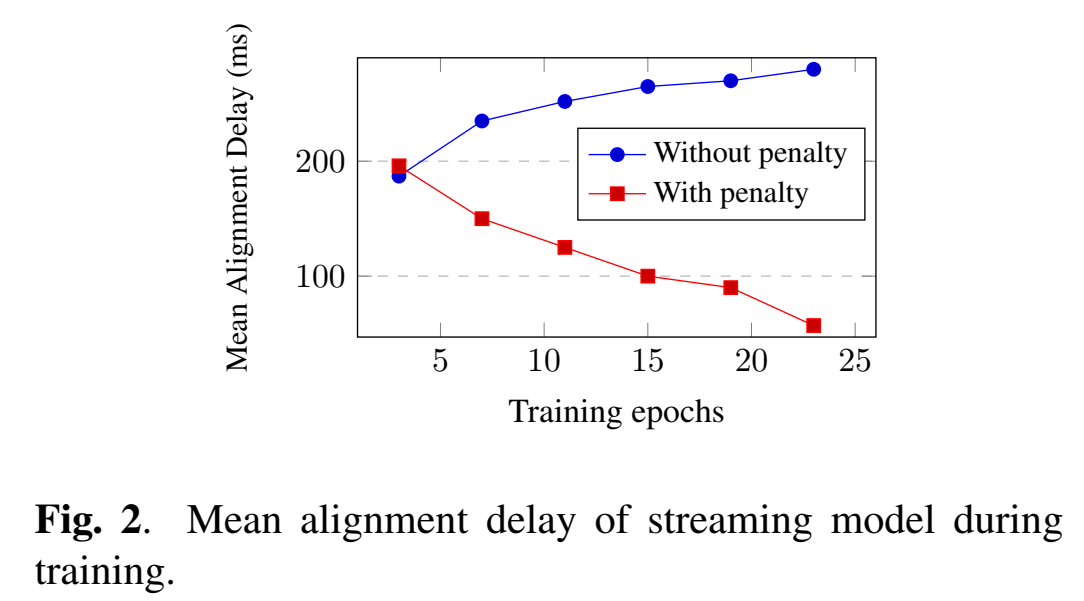 Mean Alignment Delay (ms)
200
100
Without penalty
With penalty
5 10 15 20 25
Training epochs
Fig. 2. Mean alignment delay of streaming model during
training.